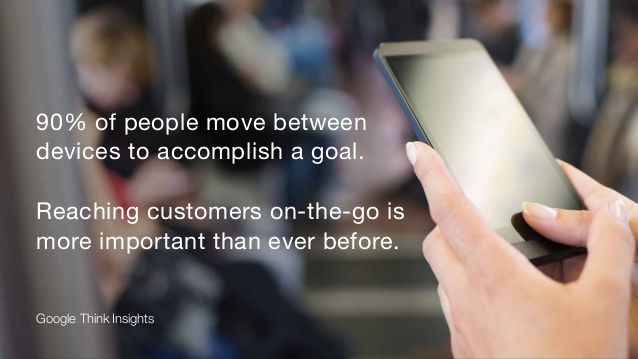 90% of people move between
devices to accomplish a goal.
Reaching customers on-the-go is
more important than ever before.
Google Think Insights